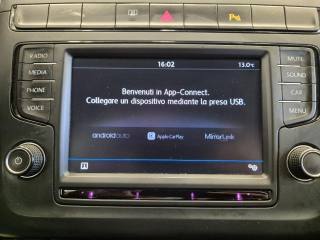 RADIO
MEDIA
PHONE
VOICE
16:02
13.0°c
Benvenuti in App-Connect.
Collegare un dispositivo mediante la presa USB.
androidauto
Apple CarPlay
MirrorLink
MUTE
SOUND
CAR
MENU